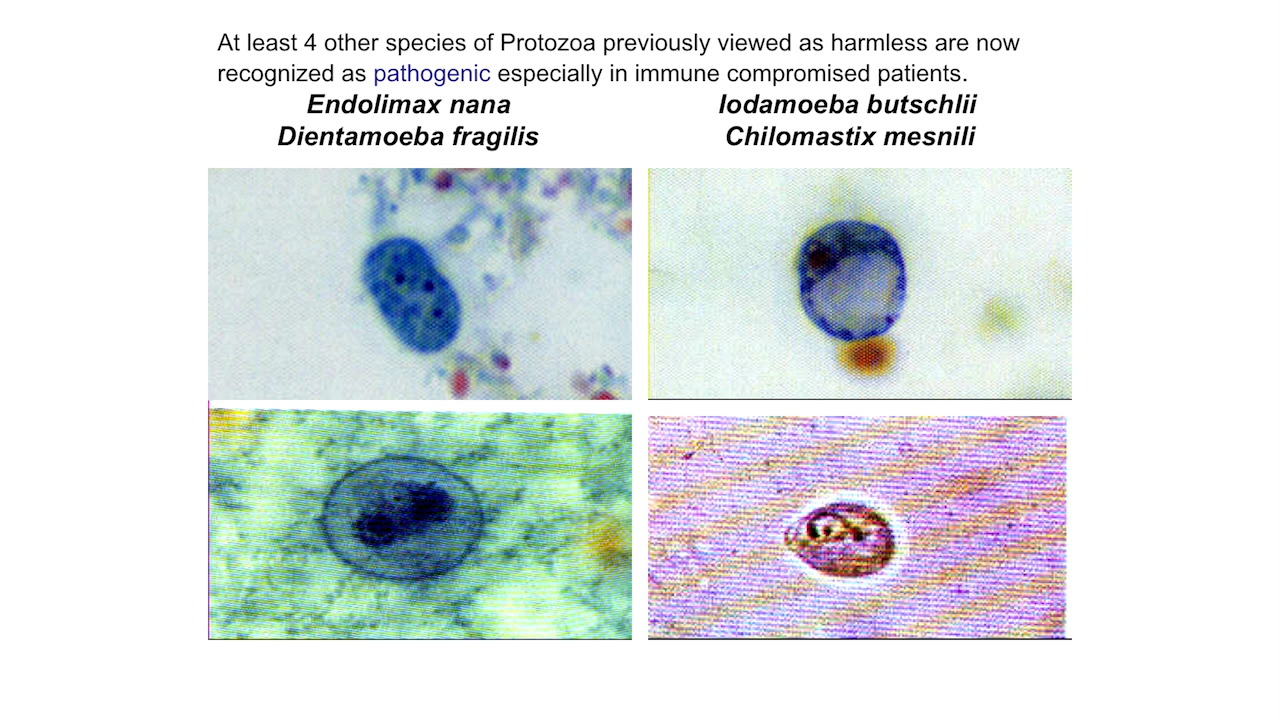 At least 4 other species of Protozoa previously viewed as harmless are now
recognized as pathogenic especially in immune compromised patients.
Endolimax nana
Dientamoeba fragilis
Iodamoeba butschlii
Chilomastix mesnili